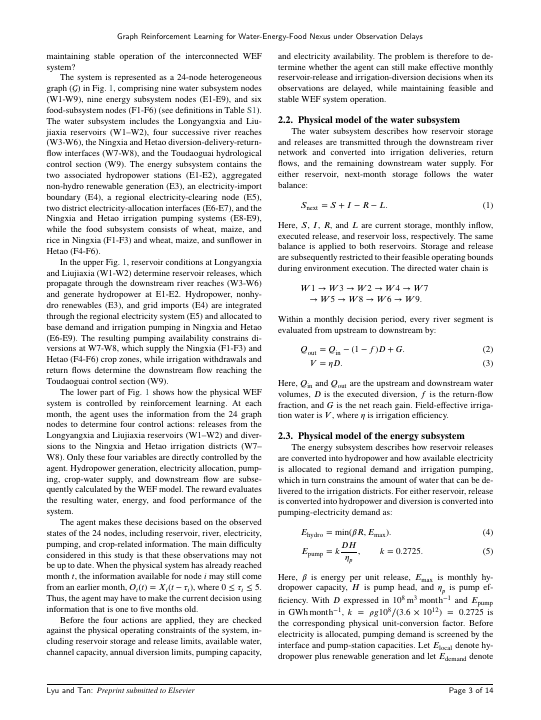 Graph Reinforcement Learning for Water-Energy-Food Nexus under Observation Delays
maintaining stable operation of the interconnected WEF
system?
The system is represented as a 24-node heterogeneous
graph (G) in Fig. 1, comprising nine water subsystem nodes
(W1-W9), nine energy subsystem nodes (E1-E9), and six
food-subsystem nodes (F1-F6) (see definitions in Table S1).
The water subsystem includes the Longyangxia and Liu-
jiaxia reservoirs (W1–W2), four successive river reaches
(W3-W6), the Ningxia and Hetao diversion-delivery-return-
flow interfaces (W7-W8), and the Toudaoguai hydrological
control section (W9). The energy subsystem contains the
two associated hydropower stations (E1-E2), aggregated
non-hydro renewable generation (E3), an electricity-import
boundary (E4), a regional electricity-clearing node (E5),
two district electricity-allocation interfaces (E6-E7), and the
Ningxia and Hetao irrigation pumping systems (E8-E9),
while the food subsystem consists of wheat, maize, and
rice in Ningxia (F1-F3) and wheat, maize, and sunflower in
Hetao (F4-F6).
In the upper Fig. 1, reservoir conditions at Longyangxia
and Liujiaxia (W1-W2) determine reservoir releases, which
propagate through the downstream river reaches (W3-W6)
and generate hydropower at E1-E2. Hydropower, nonhy-
dro renewables (E3), and grid imports (E4) are integrated
through the regional electricity system (E5) and allocated to
base demand and irrigation pumping in Ningxia and Hetao
(E6-E9). The resulting pumping availability constrains di-
versions at W7-W8, which supply the Ningxia (F1-F3) and
Hetao (F4-F6) crop zones, while irrigation withdrawals and
return flows determine the downstream flow reaching the
Toudaoguai control section (W9).
The lower part of Fig. 1 shows how the physical WEF
system is controlled by reinforcement learning. At each
month, the agent uses the information from the 24 graph
nodes to determine four control actions: releases from the
Longyangxia and Liujiaxia reservoirs (W1–W2) and diver-
sions to the Ningxia and Hetao irrigation districts (W7–
W8). Only these four variables are directly controlled by the
agent. Hydropower generation, electricity allocation, pump-
ing, crop-water supply, and downstream flow are subse-
quently calculated by the WEF model. The reward evaluates
the resulting water, energy, and food performance of the
system.
The agent makes these decisions based on the observed
states of the 24 nodes, including reservoir, river, electricity,
pumping, and crop-related information. The main difficulty
considered in this study is that these observations may not
be up to date. When the physical system has already reached
month t, the information available for node i may still come
from an earlier month, Oᵢ(t) = Xᵢ(t−τᵢ), where 0 ≤ τᵢ ≤ 5.
Thus, the agent may have to make the current decision using
information that is one to five months old.
Before the four actions are applied, they are checked
against the physical operating constraints of the system, in-
cluding reservoir storage and release limits, available water,
channel capacity, annual diversion limits, pumping capacity,
and electricity availability. The problem is therefore to de-
termine whether the agent can still make effective monthly
reservoir-release and irrigation-diversion decisions when its
observations are delayed, while maintaining feasible and
stable WEF system operation.
2.2. Physical model of the water subsystem
The water subsystem describes how reservoir storage
and releases are transmitted through the downstream river
network and converted into irrigation deliveries, return
flows, and the remaining downstream water supply. For
either reservoir, next-month storage follows the water
balance:
S_next = S + I − R − L. (1)
Here, S, I, R, and L are current storage, monthly inflow,
executed release, and reservoir loss, respectively. The same
balance is applied to both reservoirs. Storage and release
are subsequently restricted to their feasible operating bounds
during environment execution. The directed water chain is
W1 → W3 → W2 → W4 → W7
→ W5 → W8 → W6 → W9.
Within a monthly decision period, every river segment is
evaluated from upstream to downstream by:
Q_out = Q_in − (1 − f)D + G. (2)
V = ηD. (3)
Here, Q_in and Q_out are the upstream and downstream water
volumes, D is the executed diversion, f is the return-flow
fraction, and G is the net reach gain. Field-effective irriga-
tion water is V, where η is irrigation efficiency.
2.3. Physical model of the energy subsystem
The energy subsystem describes how reservoir releases
are converted into hydropower and how available electricity
is allocated to regional demand and irrigation pumping,
which in turn constrains the amount of water that can be de-
livered to the irrigation districts. For either reservoir, release
is converted into hydropower and diversion is converted into
pumping-electricity demand as:
E_hydro = min(βR, E_max). (4)
E_pump = k DH/η_p, k = 0.2725. (5)
Here, β is energy per unit release, E_max is monthly hy-
dropower capacity, H is pump head, and η_p is pump ef-
ficiency. With D expressed in 10⁸ m³ month⁻¹ and E_pump
in GWh month⁻¹, k = ρg10⁸/(3.6 × 10¹²) = 0.2725 is
the corresponding physical unit-conversion factor. Before
electricity is allocated, pumping demand is screened by the
interface and pump-station capacities. Let E_local denote hy-
dropower plus renewable generation and let E_demand denote
Lyu and Tan: Preprint submitted to Elsevier
Page 3 of 14